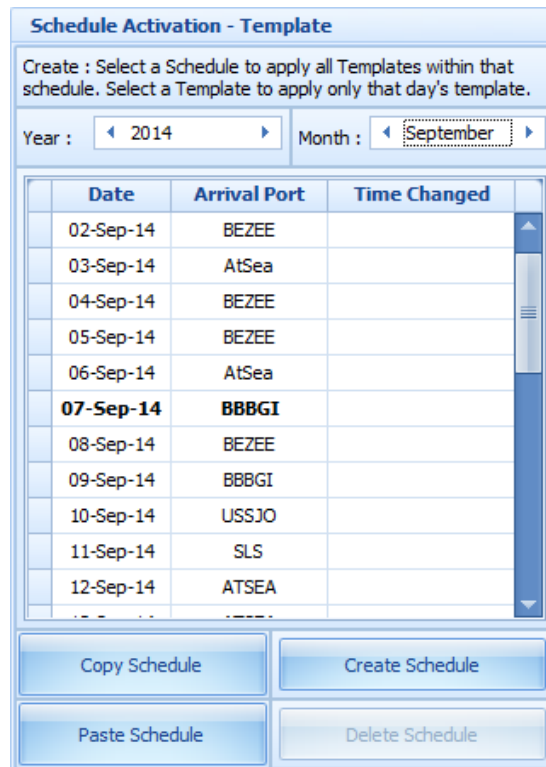 Schedule Activation - Template
Create : Select a Schedule to apply all Templates within that
schedule. Select a Template to apply only that day's template.
Year : 2014 Month : September
Date Arrival Port Time Changed
02-Sep-14 BEZEE
03-Sep-14 AtSea
04-Sep-14 BEZEE
05-Sep-14 BEZEE
06-Sep-14 AtSea
07-Sep-14 BBBGI
08-Sep-14 BEZEE
09-Sep-14 BBBGI
10-Sep-14 USSJO
11-Sep-14 SLS
12-Sep-14 ATSEA
Copy Schedule Create Schedule
Paste Schedule Delete Schedule